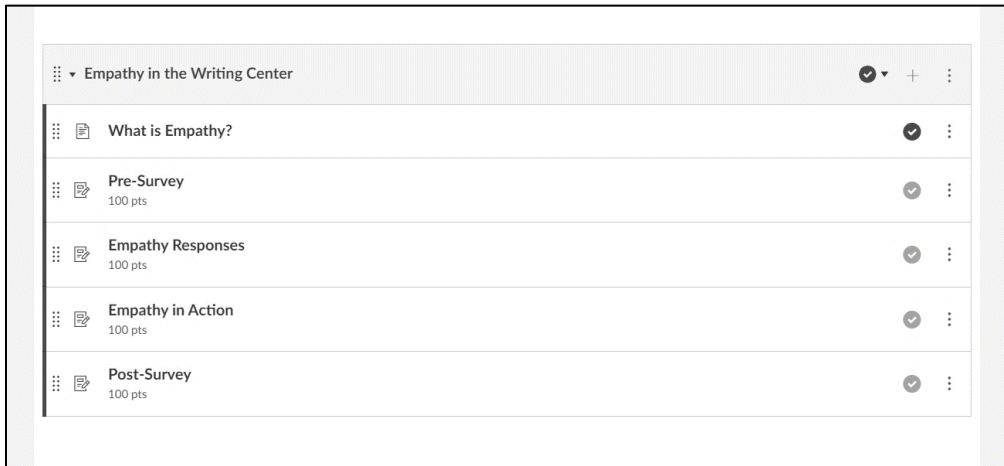 Empathy in the Writing Center
What is Empathy?
Pre-Survey
100 pts
Empathy Responses
100 pts
Empathy in Action
100 pts
Post-Survey
100 pts